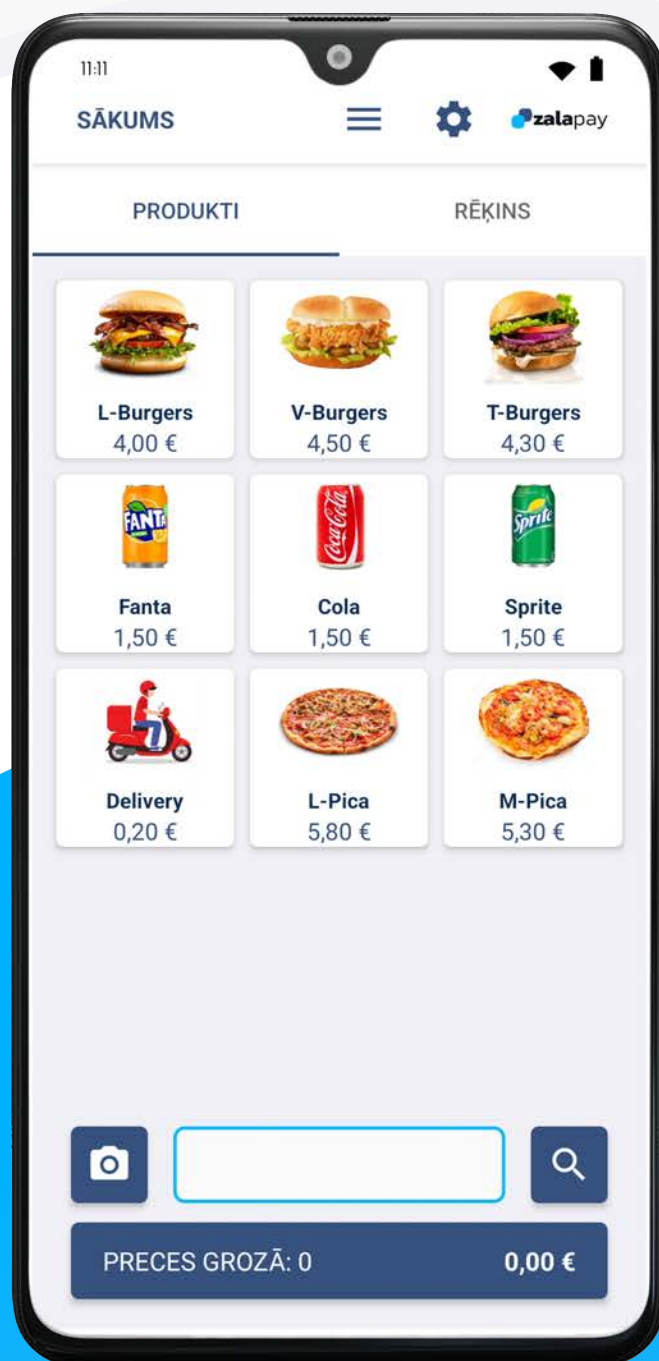 11:11
SĀKUMS
zalapay
PRODUKTI
RĒĶINS
L-Burgers
4,00 €
V-Burgers
4,50 €
T-Burgers
4,30 €
FANTA
Coca-Cola
Sprite
Fanta
1,50 €
Cola
1,50 €
Sprite
1,50 €
Delivery
0,20 €
L-Pica
5,80 €
M-Pica
5,30 €
PRECES GROZĀ: 0
0,00 €